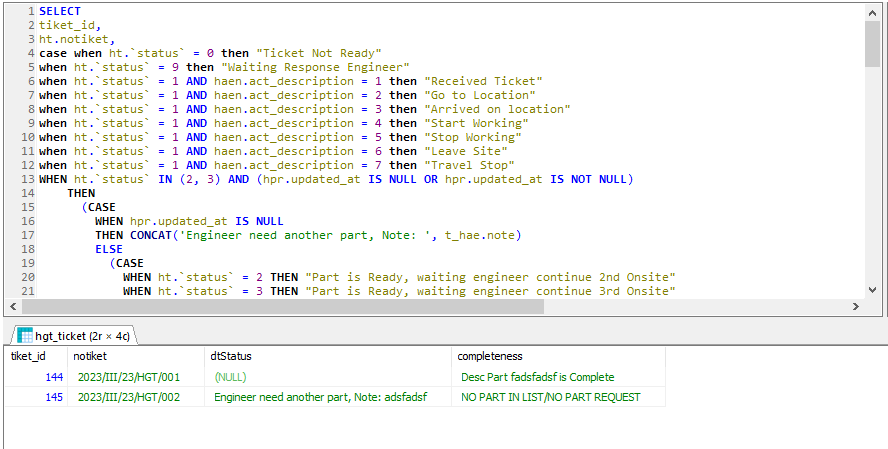 1 SELECT
2 tiket_id,
3 ht.notiket,
4 case when ht.`status` = 0 then "Ticket Not Ready"
5 when ht.`status` = 9 then "Waiting Response Engineer"
6 when ht.`status` = 1 AND haen.act_description = 1 then "Received Ticket"
7 when ht.`status` = 1 AND haen.act_description = 2 then "Go to Location"
8 when ht.`status` = 1 AND haen.act_description = 3 then "Arrived on location"
9 when ht.`status` = 1 AND haen.act_description = 4 then "Start Working"
10 when ht.`status` = 1 AND haen.act_description = 5 then "Stop Working"
11 when ht.`status` = 1 AND haen.act_description = 6 then "Leave Site"
12 when ht.`status` = 1 AND haen.act_description = 7 then "Travel Stop"
13 WHEN ht.`status` IN (2, 3) AND (hpr.updated_at IS NULL OR hpr.updated_at IS NOT NULL)
14 THEN
15 (CASE
16 WHEN hpr.updated_at IS NULL
17 THEN CONCAT('Engineer need another part, Note: ', t_hae.note)
18 ELSE
19 (CASE
20 WHEN ht.`status` = 2 THEN "Part is Ready, waiting engineer continue 2nd Onsite"
21 WHEN ht.`status` = 3 THEN "Part is Ready, waiting engineer continue 3rd Onsite"
hgt_ticket (2r × 4c)
tiket_id notiket dtStatus completeness
144 2023/III/23/HGT/001 (NULL) Desc Part fadsfadsf is Complete
145 2023/III/23/HGT/002 Engineer need another part, Note: adsfadsf NO PART IN LIST/NO PART REQUEST